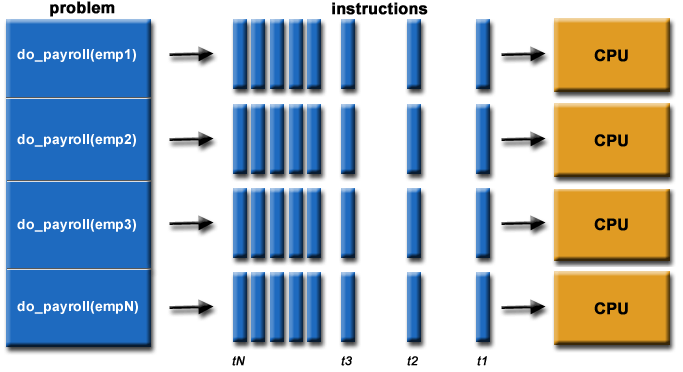 problem
instructions
do_payroll(emp1)
CPU
do_payroll(emp2)
CPU
do_payroll(emp3)
CPU
do_payroll(empN)
CPU
tN
t3
t2
t1